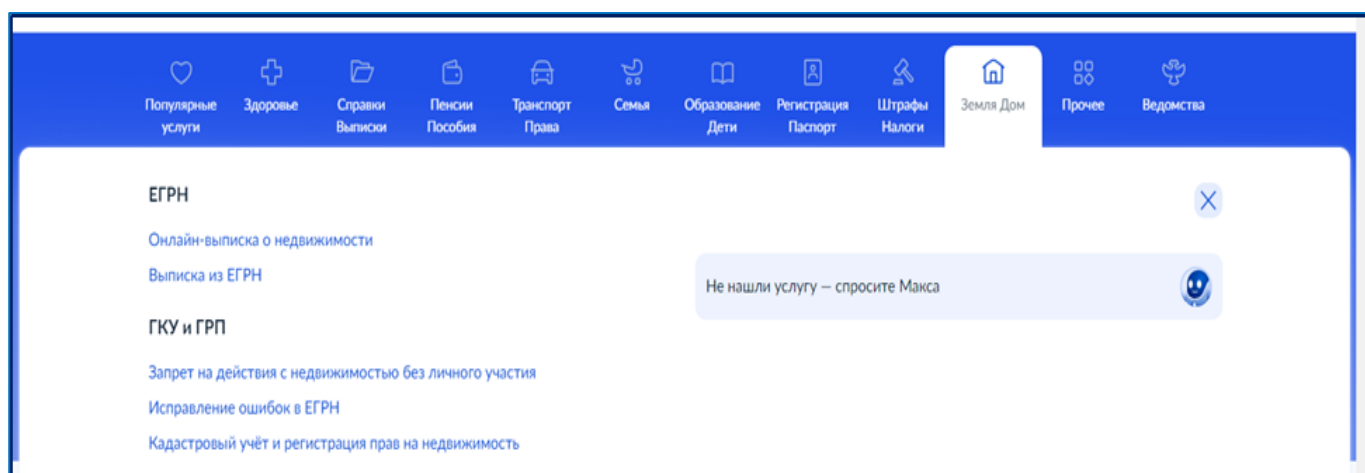 Популярные услуги
Здоровье
Справки Выписки
Пенсии Пособия
Транспорт Права
Семья
Образование Дети
Регистрация Паспорт
Штрафы Налоги
Земля Дом
Прочее
Ведомства
ЕГРН
Онлайн-выписка о недвижимости
Выписка из ЕГРН
Не нашли услугу — спросите Макса
ГКУ и ГРП
Запрет на действия с недвижимостью без личного участия
Исправление ошибок в ЕГРН
Кадастровый учёт и регистрация прав на недвижимость